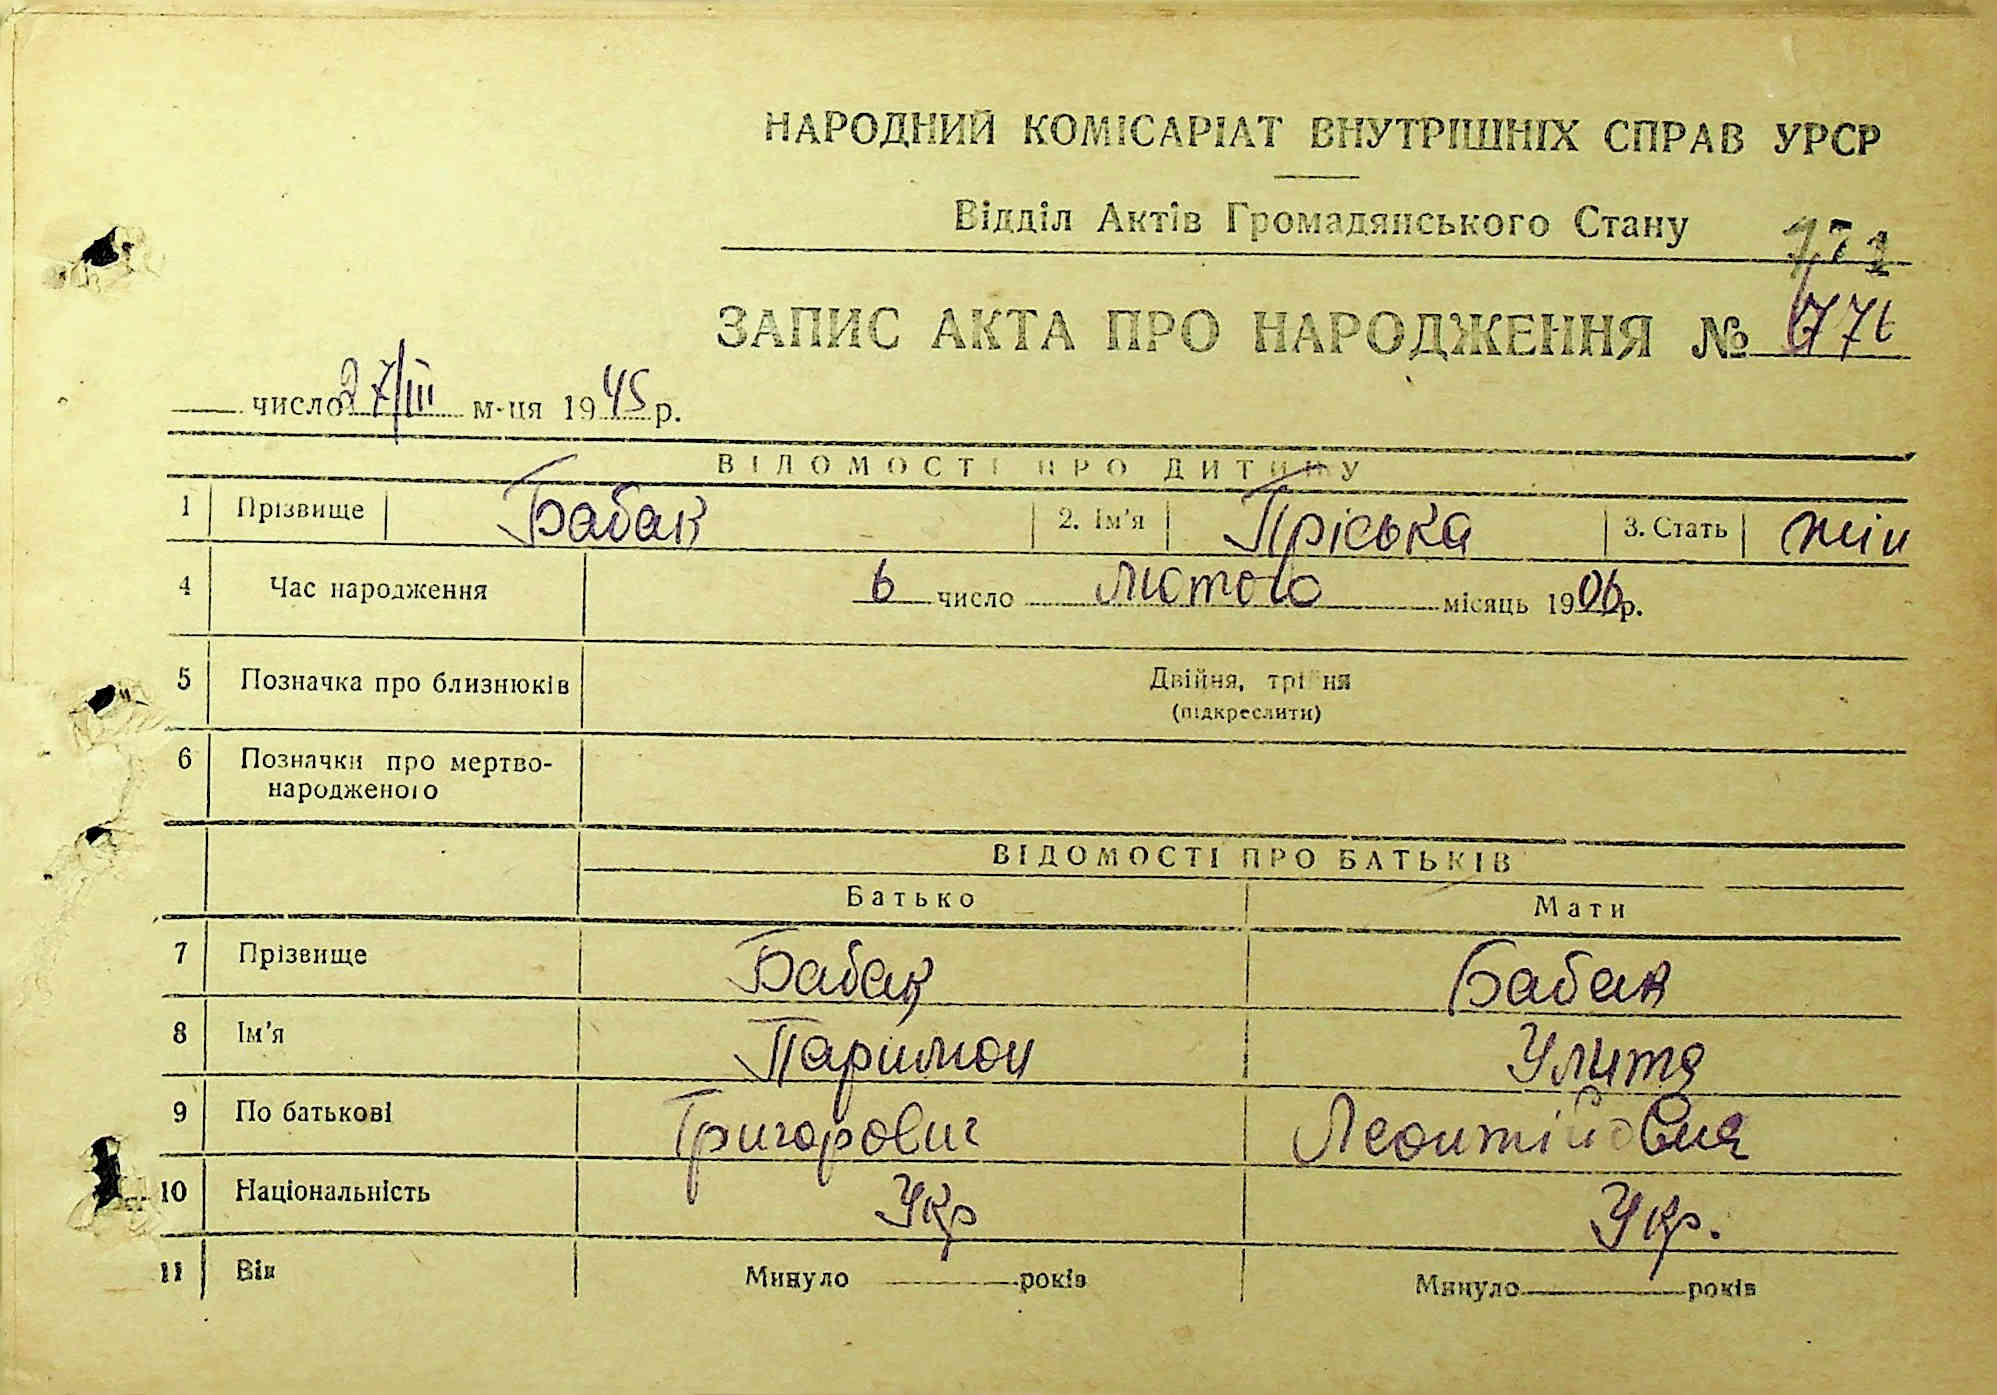 НАРОДНИЙ КОМІСАРІАТ ВНУТРІШНІХ СПРАВ УРСР
Відділ Актів Громадянського Стану
171
ЗАПИС АКТА ПРО НАРОДЖЕННЯ №
число 27/III м-ця 1945 р.
ВІДОМОСТІ ПРО ДИТИНУ
1 Прізвище Бабак 2. Ім'я Пріська 3. Стать жін
4 Час народження 6 число лютого місяць 1906 р.
5 Позначка про близнюків Двійня, трійня
(підкреслити)
6 Позначки про мертво-
народженого
ВІДОМОСТІ ПРО БАТЬКІВ
Батько Мати
7 Прізвище Бабак Бабак
8 Ім'я Паримон Улита
9 По батькові Григорович Леонтійовна
10 Національність Укр Укр.
11 Вік Минуло років Минуло років